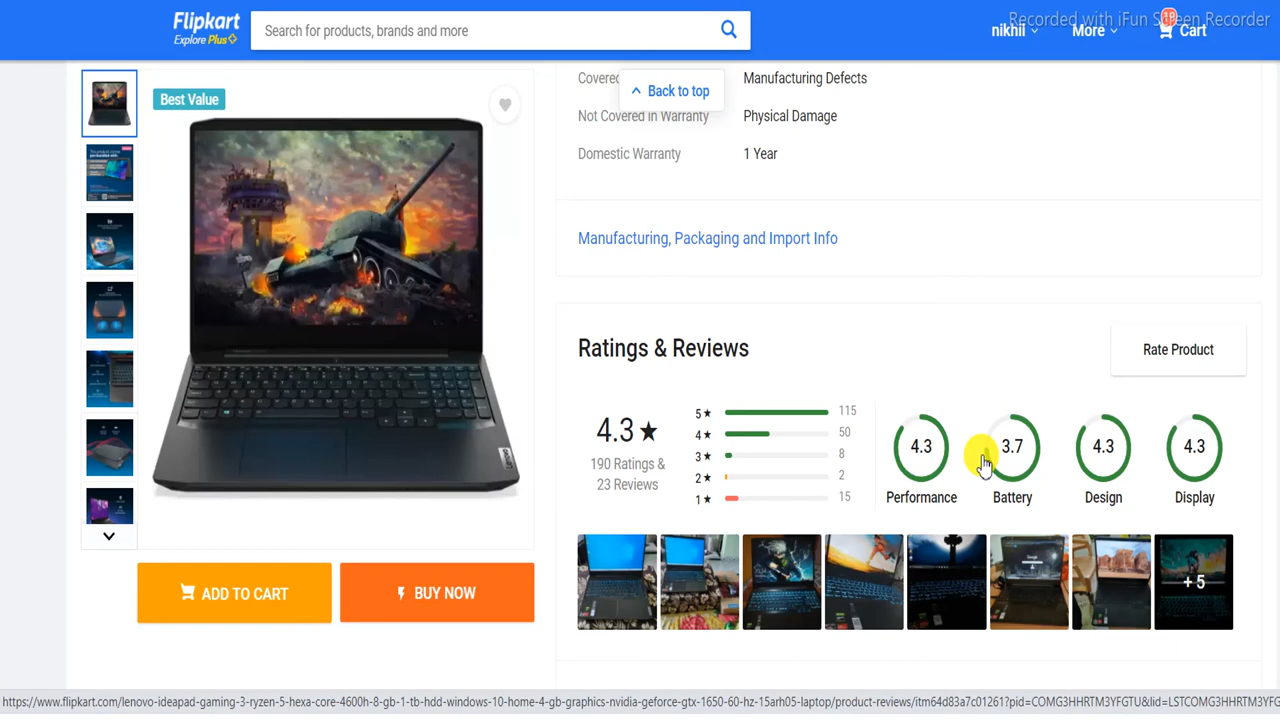 Flipkart
Explore Plus
Search for products, brands and more
nikhil
More
19
Cart
Recorded with iFun Screen Recorder
Best Value
Back to top
Covered
Manufacturing Defects
Not Covered in Warranty
Physical Damage
Domestic Warranty
1 Year
Manufacturing, Packaging and Import Info
Ratings & Reviews
Rate Product
4.3 ★
190 Ratings &
23 Reviews
5 ★ 115
4 ★ 50
3 ★ 8
2 ★ 2
1 ★ 15
4.3
Performance
3.7
Battery
4.3
Design
4.3
Display
+ 5
Lenovo
ADD TO CART
BUY NOW
https://www.flipkart.com/lenovo-ideapad-gaming-3-ryzen-5-hexa-core-4600h-8-gb-1-tb-hdd-windows-10-home-4-gb-graphics-nvidia-geforce-gtx-1650-60-hz-15arh05-laptop/product-reviews/itm64d83a7c01261?pid=COMG3HHRTM3YFGTU&lid=LSTCOMG3HHRTM3YFG